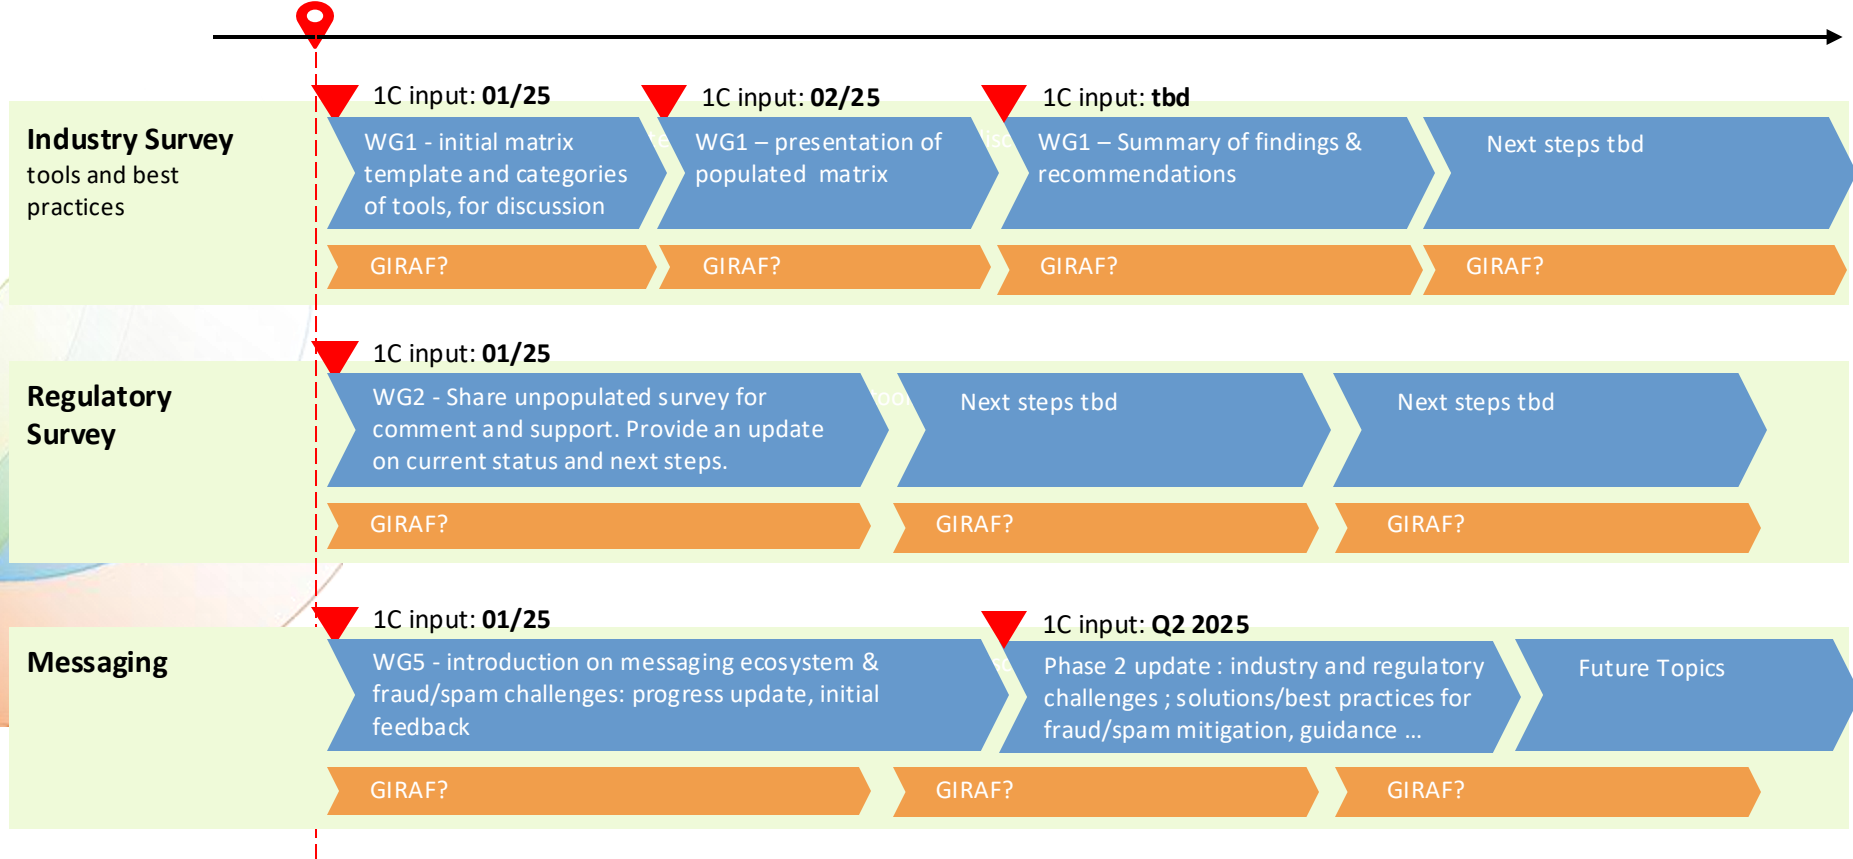 1C input: 01/25
1C input: 02/25
1C input: tbd
Industry Survey
tools and best
practices
WG1 - initial matrix
template and categories
of tools, for discussion
WG1 – presentation of
populated matrix
WG1 – Summary of findings &
recommendations
Next steps tbd
GIRAF?
GIRAF?
GIRAF?
GIRAF?
1C input: 01/25
Regulatory
Survey
WG2 - Share unpopulated survey for
comment and support. Provide an update
on current status and next steps.
Next steps tbd
Next steps tbd
GIRAF?
GIRAF?
GIRAF?
1C input: 01/25
1C input: Q2 2025
Messaging
WG5 - introduction on messaging ecosystem &
fraud/spam challenges: progress update, initial
feedback
Phase 2 update : industry and regulatory
challenges ; solutions/best practices for
fraud/spam mitigation, guidance ...
Future Topics
GIRAF?
GIRAF?
GIRAF?